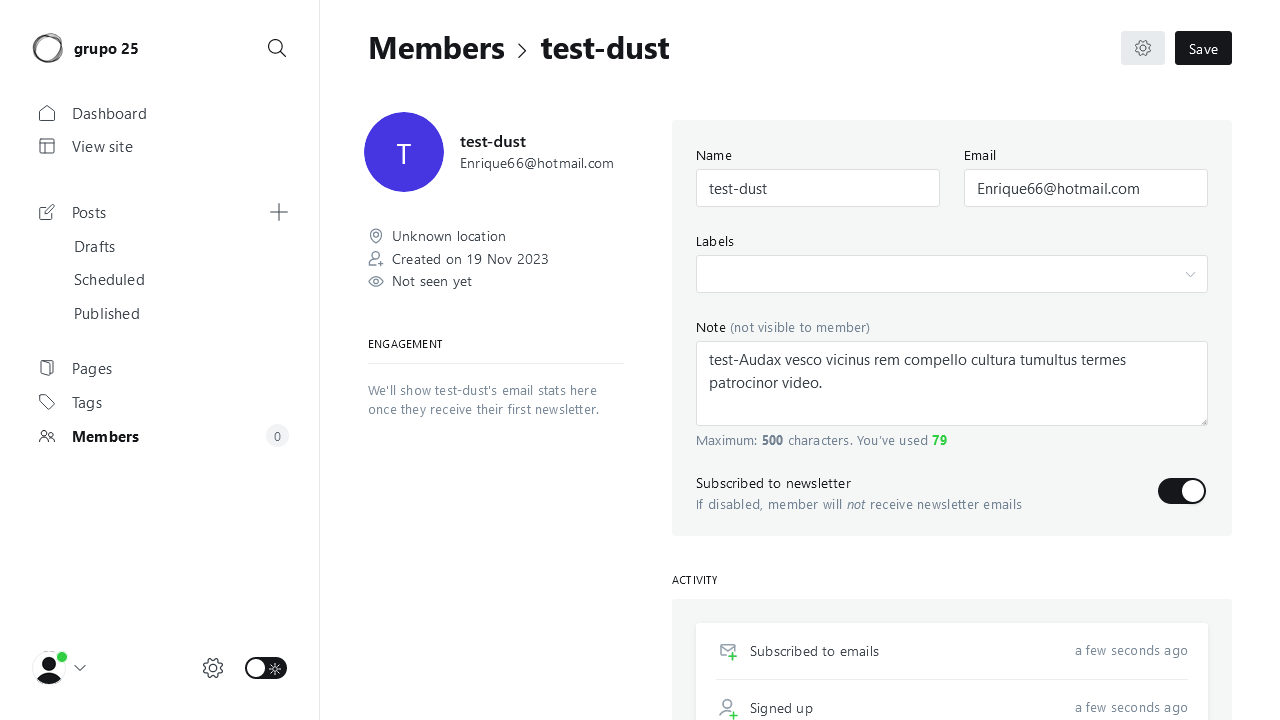 grupo 25
Dashboard
View site
Posts
Drafts
Scheduled
Published
Pages
Tags
Members 0
Members > test-dust
Save
T
test-dust
Enrique66@hotmail.com
Unknown location
Created on 19 Nov 2023
Not seen yet
ENGAGEMENT
We'll show test-dust's email stats here
once they receive their first newsletter.
Name
test-dust
Email
Enrique66@hotmail.com
Labels
Note (not visible to member)
test-Audax vesco vicinus rem compello cultura tumultus termes
patrocinor video.
Maximum: 500 characters. You've used 79
Subscribed to newsletter
If disabled, member will not receive newsletter emails
ACTIVITY
Subscribed to emails a few seconds ago
Signed up a few seconds ago